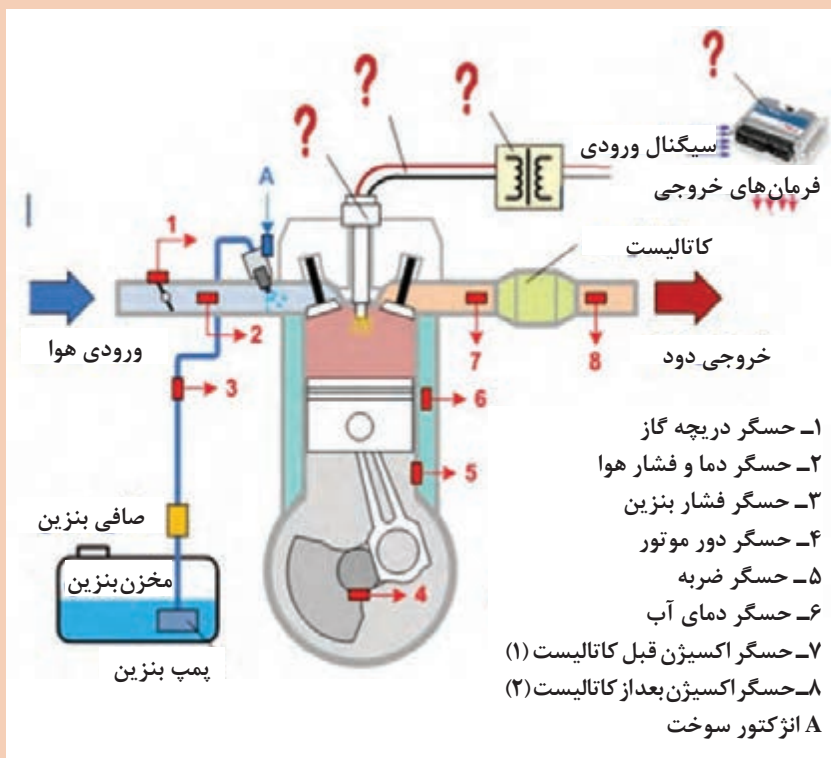 ?
?
?
?
سیگنال ورودی
فرمان‌های خروجی
A
کاتالیست
1
ورودی هوا
2
7
8
خروجی دود
3
6
5
4
صافی بنزین
مخزن بنزین
پمپ بنزین
۱ـ حسگر دریچه گاز
۲ـ حسگر دما و فشار هوا
۳ـ حسگر فشار بنزین
۴ـ حسگر دور موتور
۵ـ حسگر ضربه
۶ـ حسگر دمای آب
۷ـ حسگر اکسیژن قبل کاتالیست (۱)
۸ـ حسگر اکسیژن بعد از کاتالیست (۲)
A انژکتور سوخت